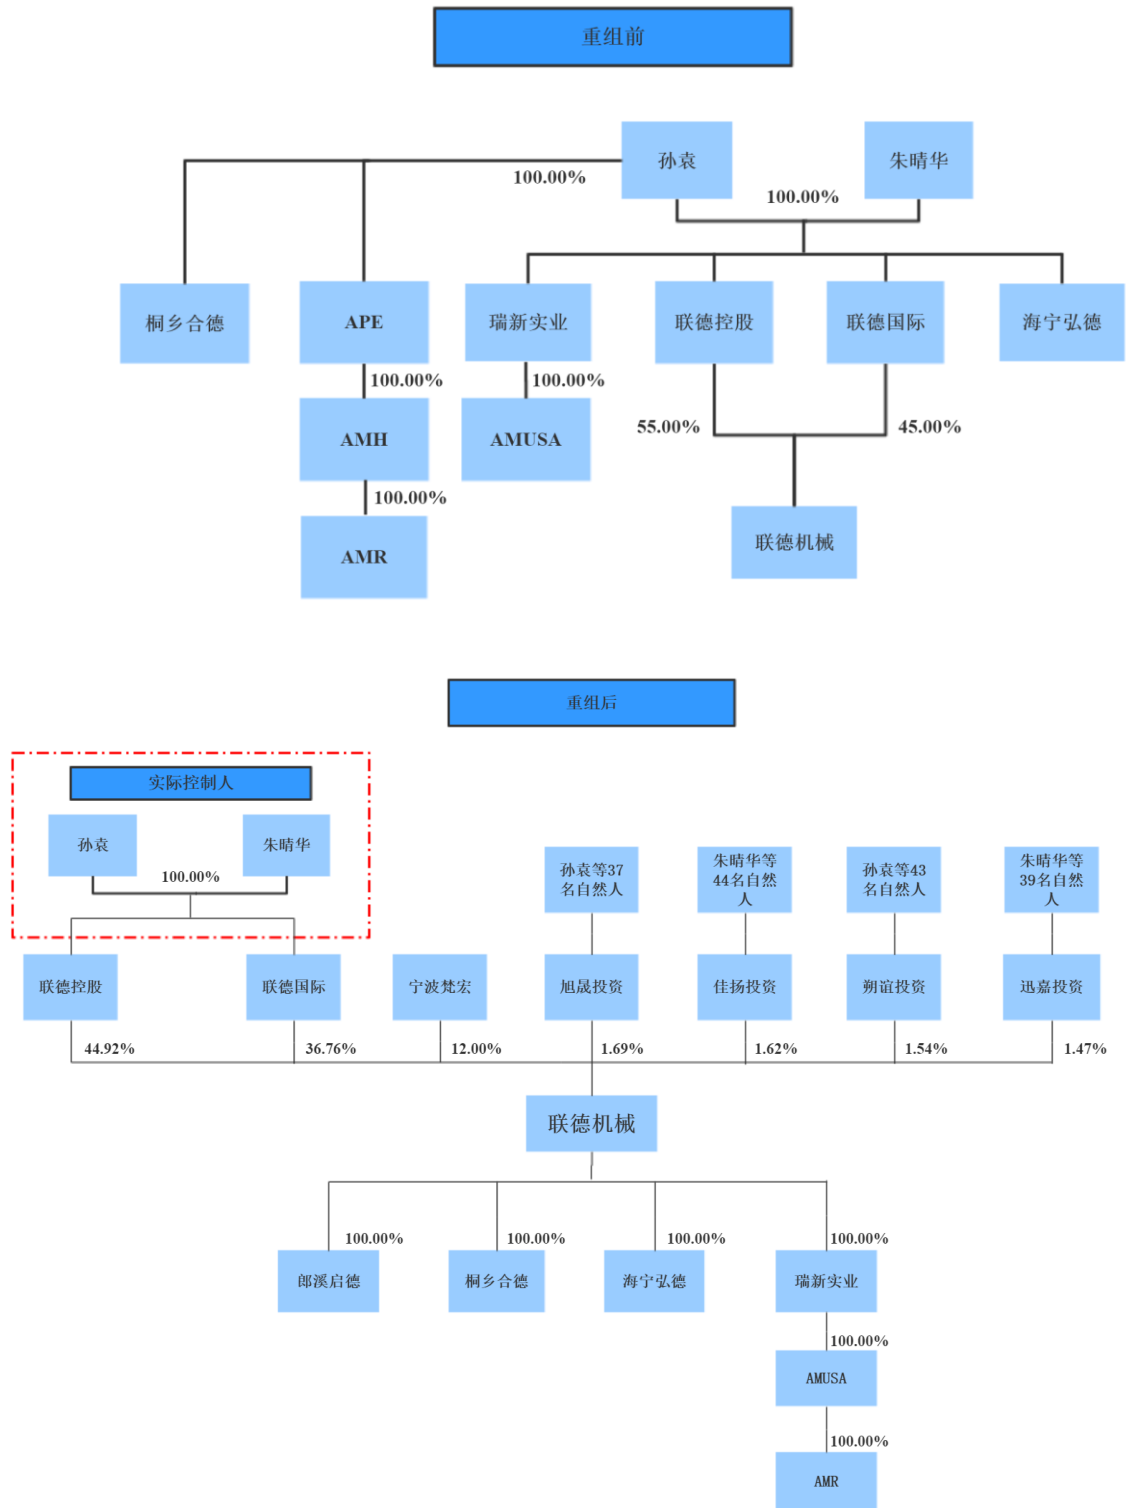 重组前
孙袁
朱晴华
100.00%
100.00%
桐乡合德
APE
瑞新实业
联德控股
联德国际
海宁弘德
100.00%
100.00%
AMH
AMUSA
55.00%
45.00%
100.00%
AMR
联德机械
重组后
实际控制人
孙袁
朱晴华
100.00%
孙袁等37
名自然人
朱晴华等
44名自然
人
孙袁等43
名自然人
朱晴华等
39名自然
人
联德控股
联德国际
宁波梵宏
旭晟投资
佳扬投资
朔谊投资
迅嘉投资
44.92%
36.76%
12.00%
1.69%
1.62%
1.54%
1.47%
联德机械
100.00%
100.00%
100.00%
100.00%
郎溪启德
桐乡合德
海宁弘德
瑞新实业
100.00%
AMUSA
100.00%
AMR